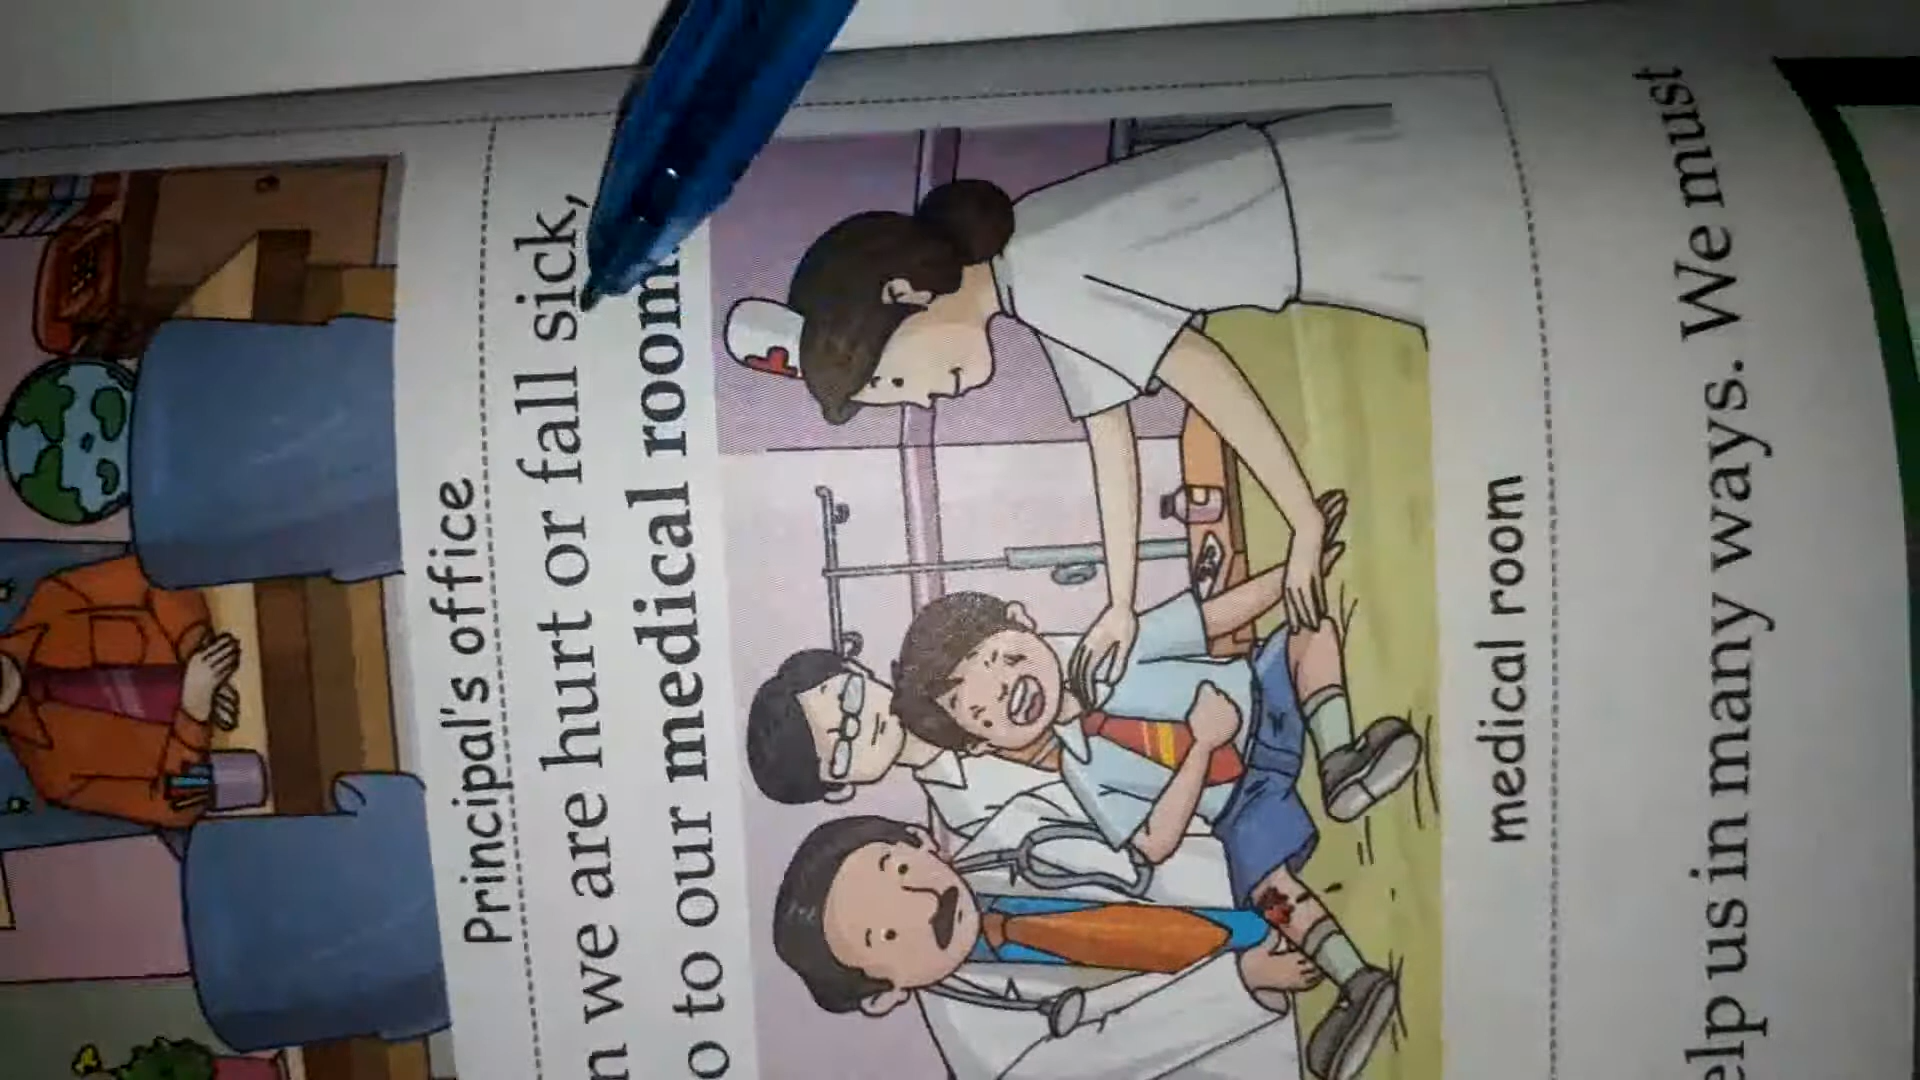 Principal's office
we are hurt or fall sick,
to our medical room.
medical room
us in many ways. We must